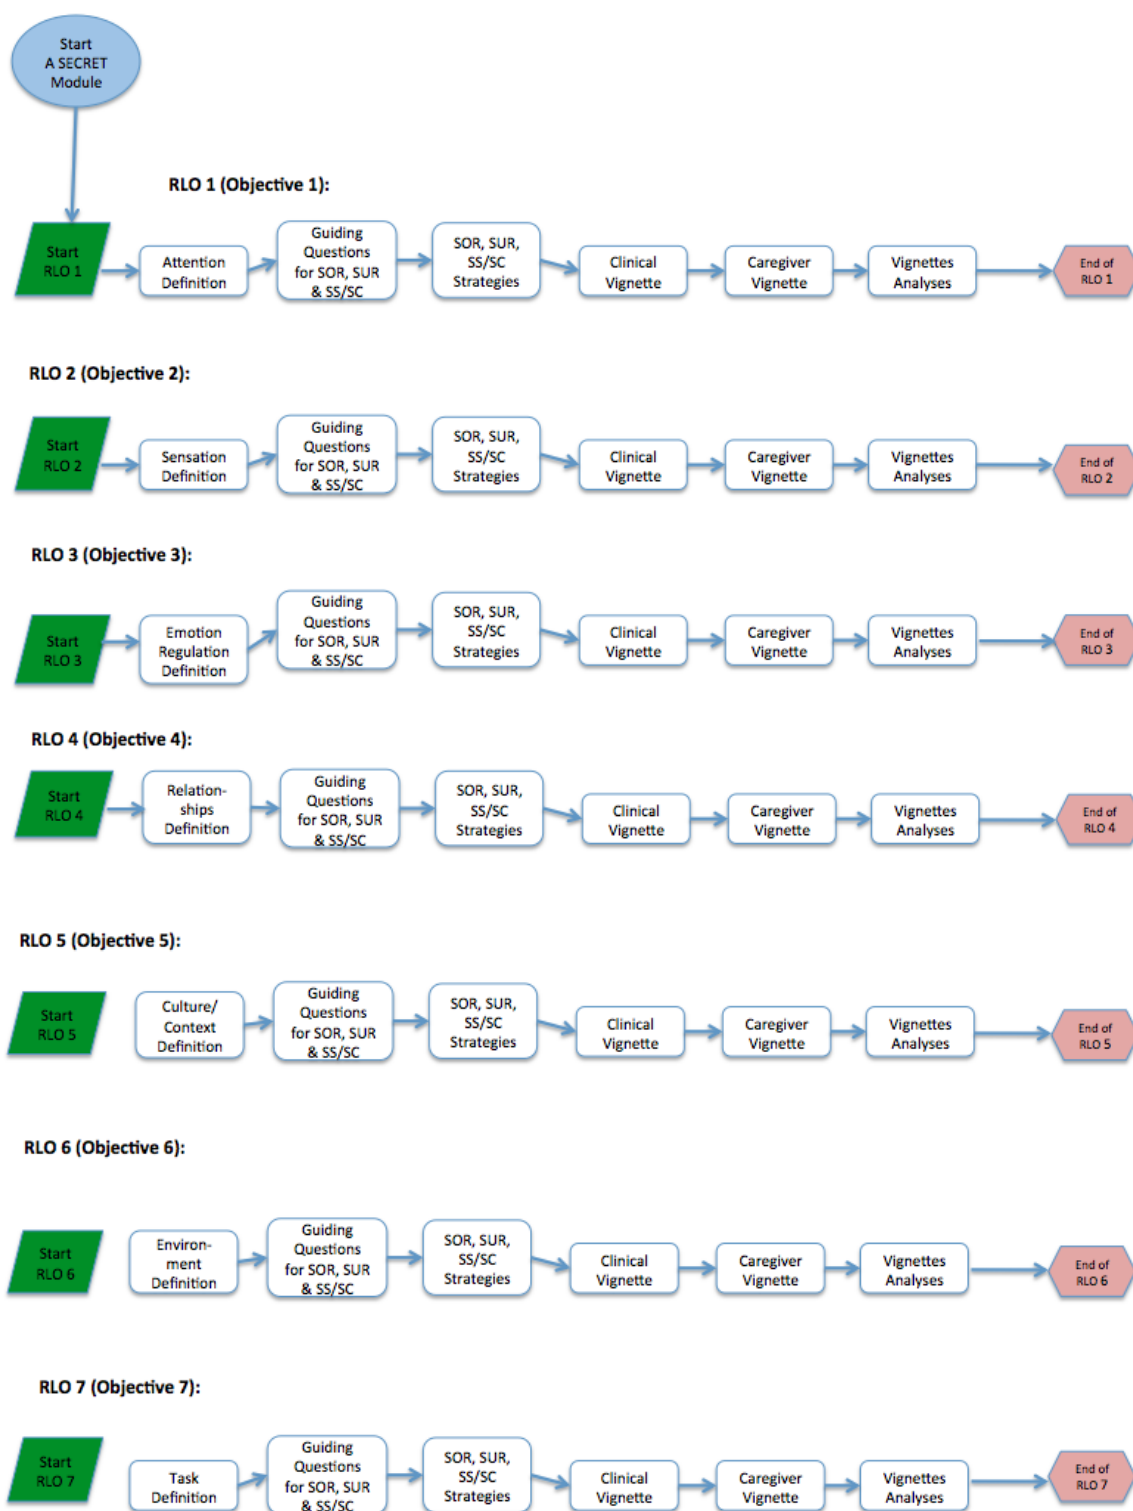 Start
A SECRET
Module
RLO 1 (Objective 1):
Start
RLO 1
Attention
Definition
Guiding
Questions
for SOR, SUR
& SS/SC
SOR, SUR,
SS/SC
Strategies
Clinical
Vignette
Caregiver
Vignette
Vignettes
Analyses
End of
RLO 1
RLO 2 (Objective 2):
Start
RLO 2
Sensation
Definition
Guiding
Questions
for SOR, SUR
& SS/SC
SOR, SUR,
SS/SC
Strategies
Clinical
Vignette
Caregiver
Vignette
Vignettes
Analyses
End of
RLO 2
RLO 3 (Objective 3):
Start
RLO 3
Emotion
Regulation
Definition
Guiding
Questions
for SOR, SUR
& SS/SC
SOR, SUR,
SS/SC
Strategies
Clinical
Vignette
Caregiver
Vignette
Vignettes
Analyses
End of
RLO 3
RLO 4 (Objective 4):
Start
RLO 4
Relation-
ships
Definition
Guiding
Questions
for SOR, SUR
& SS/SC
SOR, SUR,
SS/SC
Strategies
Clinical
Vignette
Caregiver
Vignette
Vignettes
Analyses
End of
RLO 4
RLO 5 (Objective 5):
Start
RLO 5
Culture/
Context
Definition
Guiding
Questions
for SOR, SUR
& SS/SC
SOR, SUR,
SS/SC
Strategies
Clinical
Vignette
Caregiver
Vignette
Vignettes
Analyses
End of
RLO 5
RLO 6 (Objective 6):
Start
RLO 6
Environ-
ment
Definition
Guiding
Questions
for SOR, SUR
& SS/SC
SOR, SUR,
SS/SC
Strategies
Clinical
Vignette
Caregiver
Vignette
Vignettes
Analyses
End of
RLO 6
RLO 7 (Objective 7):
Start
RLO 7
Task
Definition
Guiding
Questions
for SOR, SUR
& SS/SC
SOR, SUR,
SS/SC
Strategies
Clinical
Vignette
Caregiver
Vignette
Vignettes
Analyses
End of
RLO 7